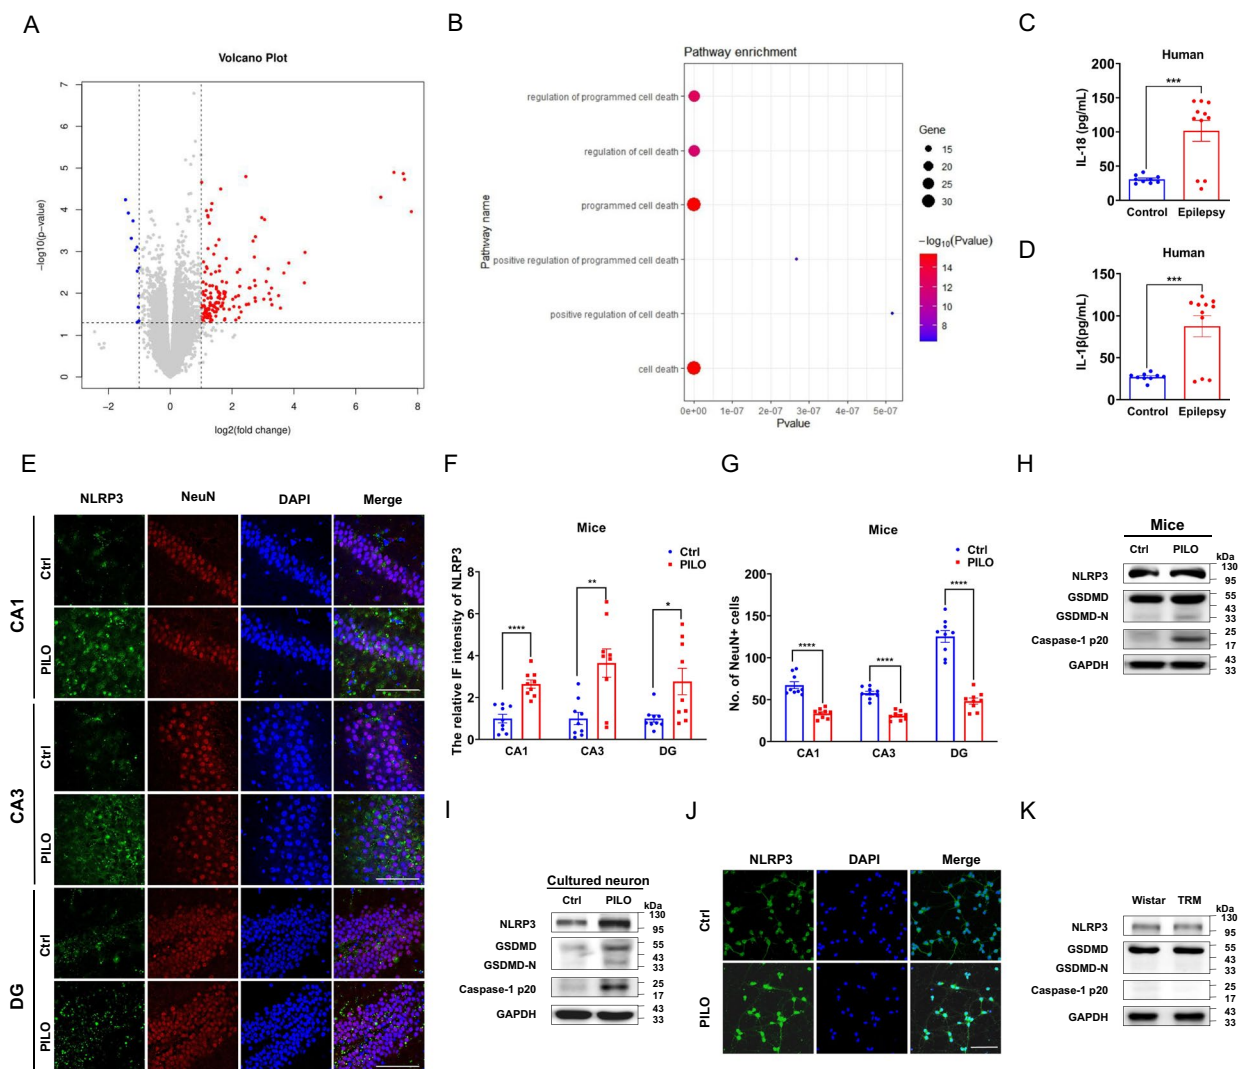 A
Volcano Plot
7
6
5
4
3
2
1
0
−log10(p−value)
−2
0
2
4
6
8
log2(fold change)
B
Pathway enrichment
regulation of programmed cell death
regulation of cell death
programmed cell death
positive regulation of programmed cell death
positive regulation of cell death
cell death
Pathway name
0e+00
1e-07
2e-07
3e-07
4e-07
5e-07
Pvalue
Gene
15
20
25
30
−log10(Pvalue)
14
12
10
8
C
Human
200
150
100
50
0
IL-18 (pg/mL)
***
Control
Epilepsy
D
Human
150
100
50
0
IL-1β(pg/mL)
***
Control
Epilepsy
E
NLRP3
NeuN
DAPI
Merge
CA1
Ctrl
PILO
CA3
Ctrl
PILO
DG
Ctrl
PILO
F
Mice
Ctrl
PILO
The relative IF intensity of NLRP3
8
6
4
2
0
****
**
*
CA1
CA3
DG
G
Mice
Ctrl
PILO
No. of NeuN+ cells
200
150
100
50
0
****
****
****
CA1
CA3
DG
H
Mice
Ctrl
PILO
kDa
NLRP3
130
95
GSDMD
55
43
GSDMD-N
33
Caspase-1 p20
25
17
GAPDH
43
33
I
Cultured neuron
Ctrl
PILO
kDa
NLRP3
130
95
GSDMD
55
43
GSDMD-N
33
Caspase-1 p20
25
17
GAPDH
43
33
J
NLRP3
DAPI
Merge
Ctrl
PILO
K
Wistar
TRM
kDa
NLRP3
130
95
GSDMD
55
43
GSDMD-N
33
Caspase-1 p20
25
17
GAPDH
43
33